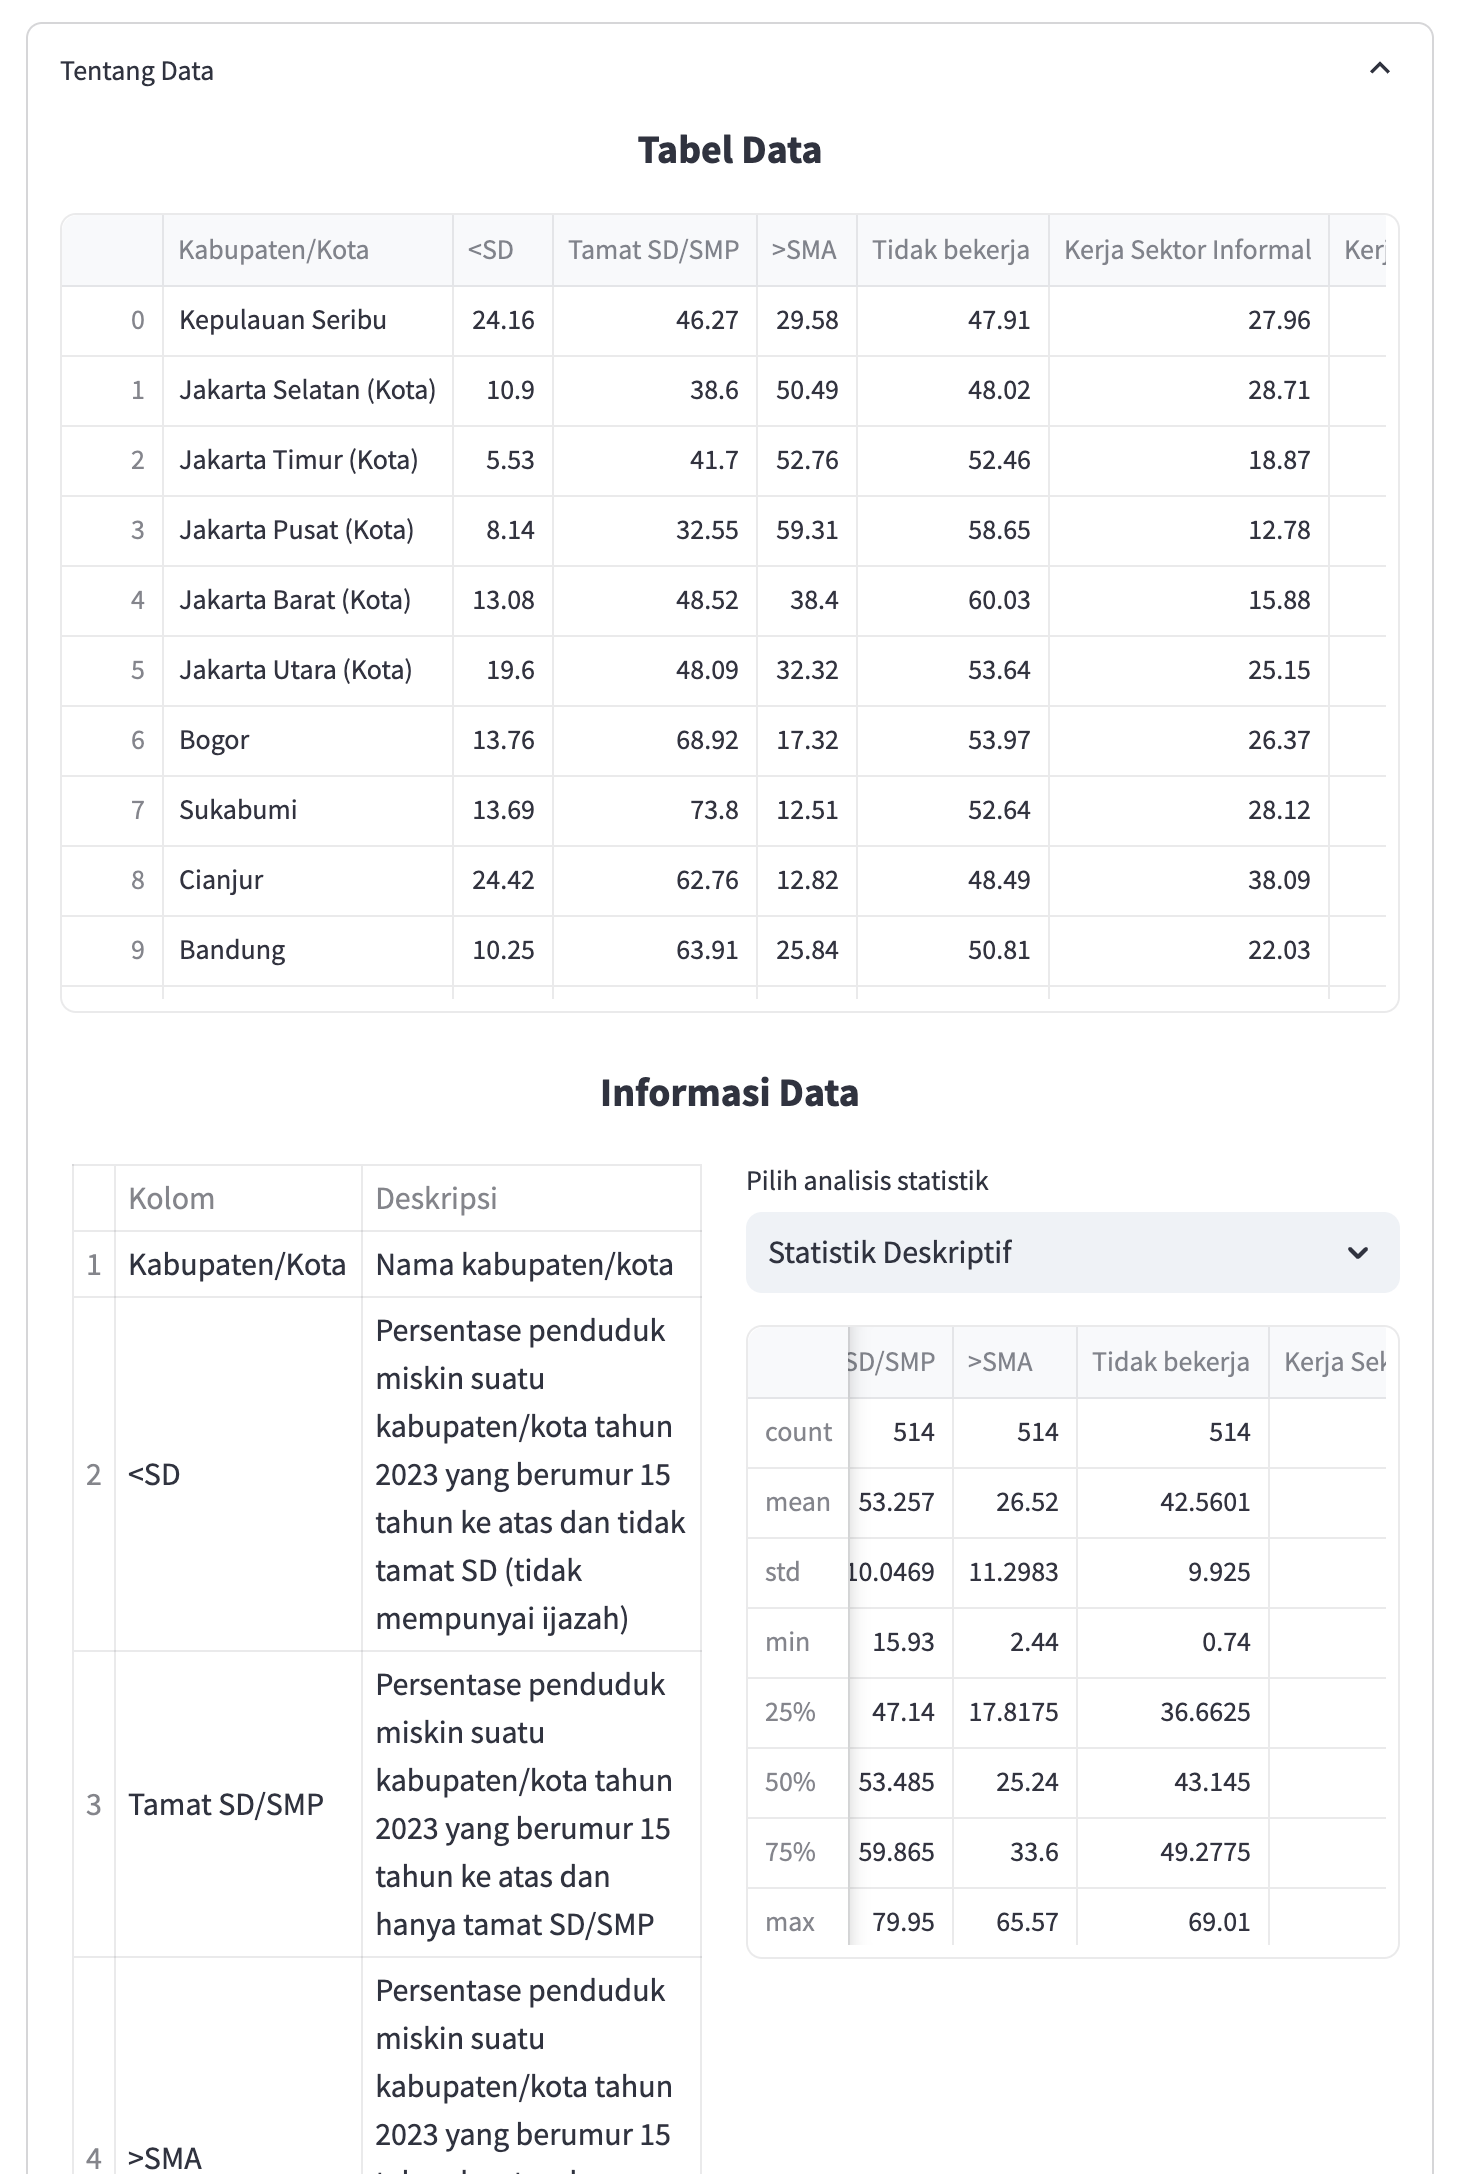 Tentang Data
Tabel Data
Kabupaten/Kota <SD Tamat SD/SMP >SMA Tidak bekerja Kerja Sektor Informal Kerj
0 Kepulauan Seribu 24.16 46.27 29.58 47.91 27.96
1 Jakarta Selatan (Kota) 10.9 38.6 50.49 48.02 28.71
2 Jakarta Timur (Kota) 5.53 41.7 52.76 52.46 18.87
3 Jakarta Pusat (Kota) 8.14 32.55 59.31 58.65 12.78
4 Jakarta Barat (Kota) 13.08 48.52 38.4 60.03 15.88
5 Jakarta Utara (Kota) 19.6 48.09 32.32 53.64 25.15
6 Bogor 13.76 68.92 17.32 53.97 26.37
7 Sukabumi 13.69 73.8 12.51 52.64 28.12
8 Cianjur 24.42 62.76 12.82 48.49 38.09
9 Bandung 10.25 63.91 25.84 50.81 22.03
Informasi Data
Kolom Deskripsi
1 Kabupaten/Kota Nama kabupaten/kota
2 <SD
Persentase penduduk
miskin suatu
kabupaten/kota tahun
2023 yang berumur 15
tahun ke atas dan tidak
tamat SD (tidak
mempunyai ijazah)
3 Tamat SD/SMP
Persentase penduduk
miskin suatu
kabupaten/kota tahun
2023 yang berumur 15
tahun ke atas dan
hanya tamat SD/SMP
4 >SMA
Persentase penduduk
miskin suatu
kabupaten/kota tahun
2023 yang berumur 15
Pilih analisis statistik
Statistik Deskriptif
SD/SMP >SMA Tidak bekerja Kerja Sek
count 514 514 514
mean 53.257 26.52 42.5601
std 10.0469 11.2983 9.925
min 15.93 2.44 0.74
25% 47.14 17.8175 36.6625
50% 53.485 25.24 43.145
75% 59.865 33.6 49.2775
max 79.95 65.57 69.01